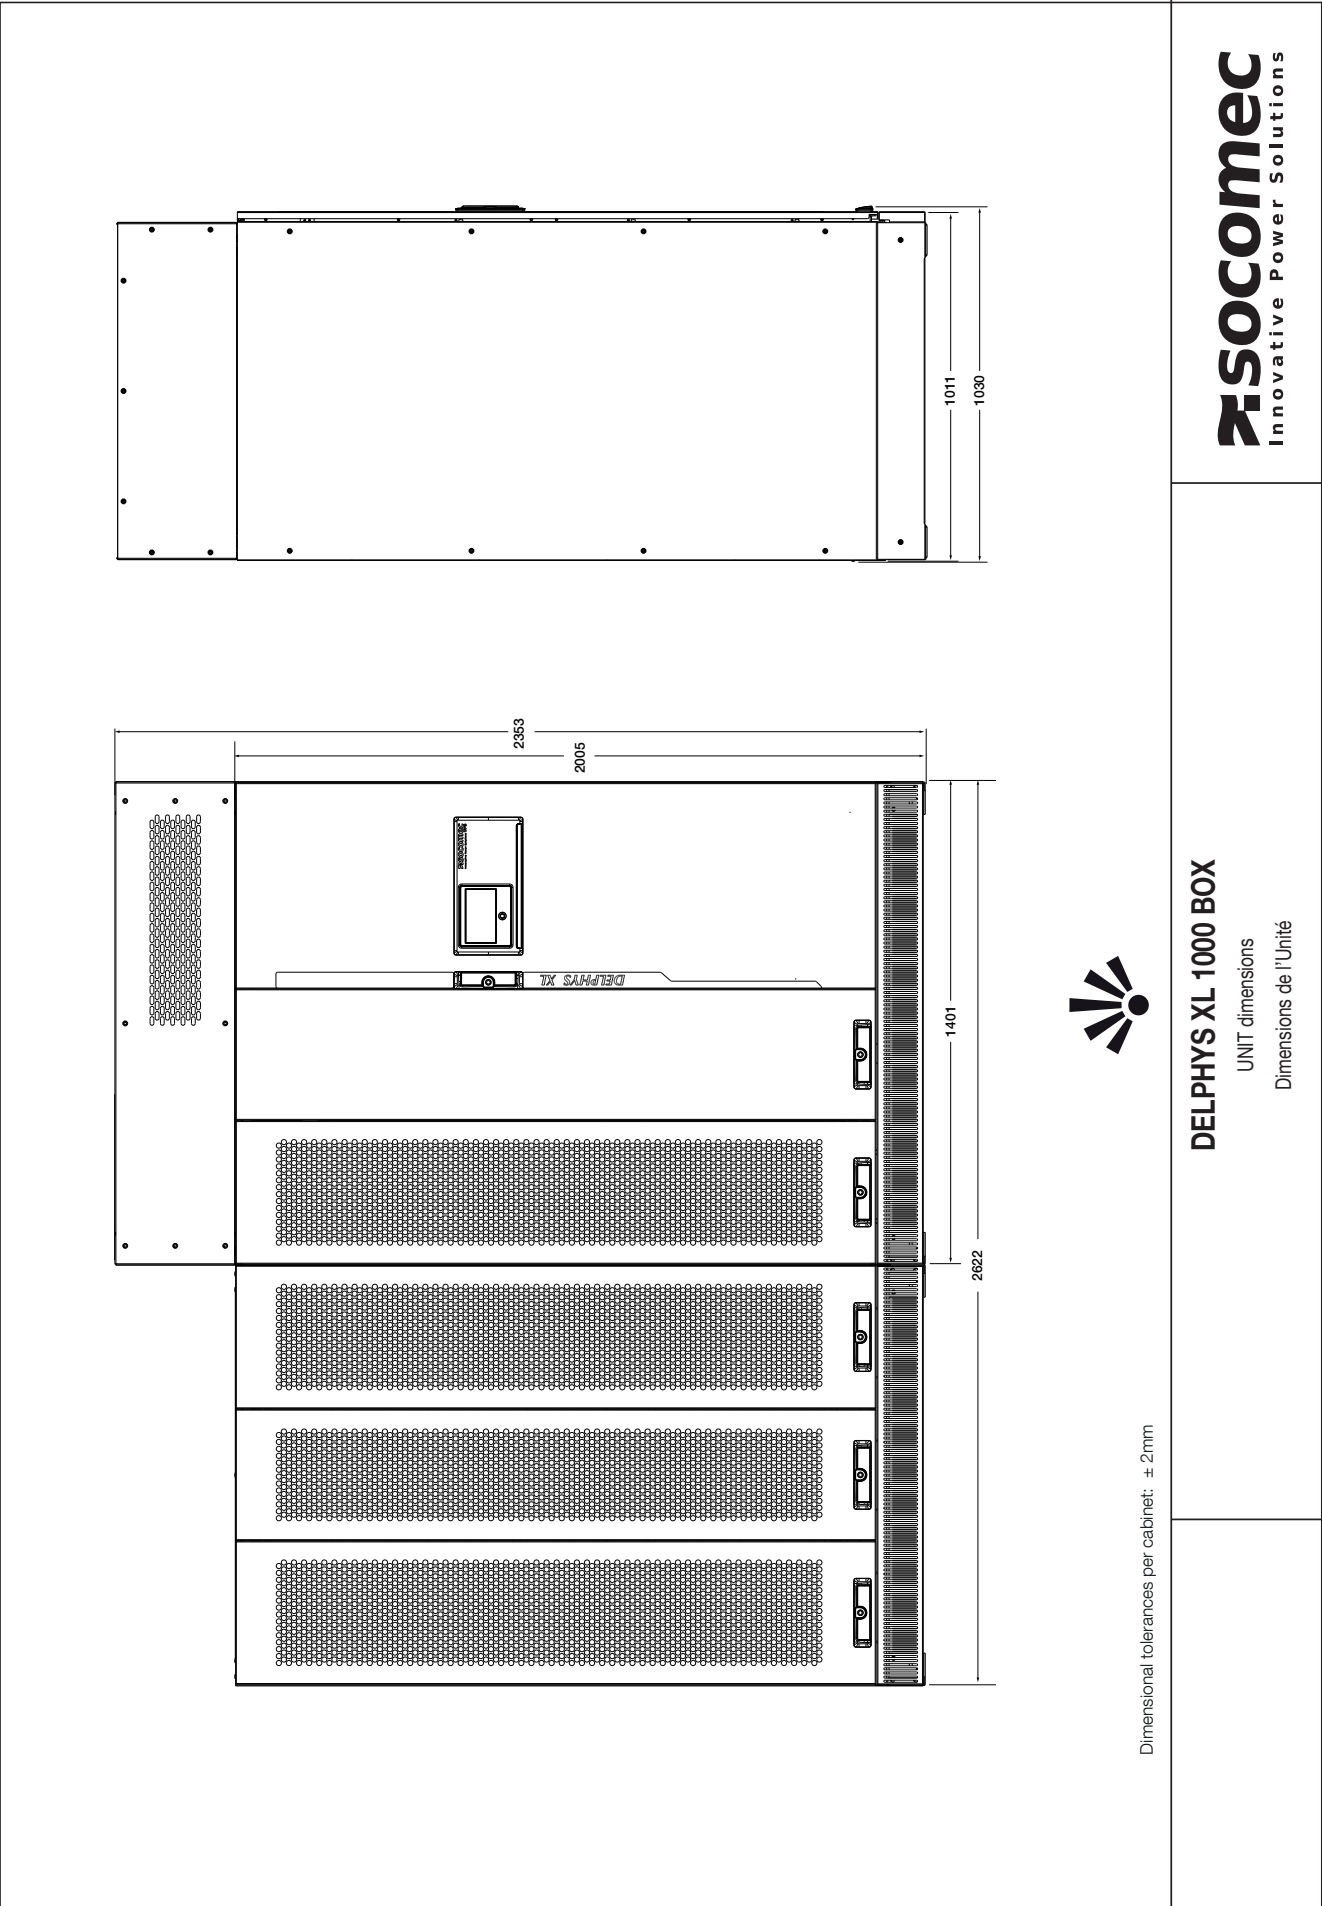 socomec
Innovative Power Solutions
1011
1030
2353
2005
socomec
DELPHYS XL
1401
2622
DELPHYS XL 1000 BOX
UNIT dimensions
Dimensions de l'Unité
Dimensional tolerances per cabinet: ± 2mm